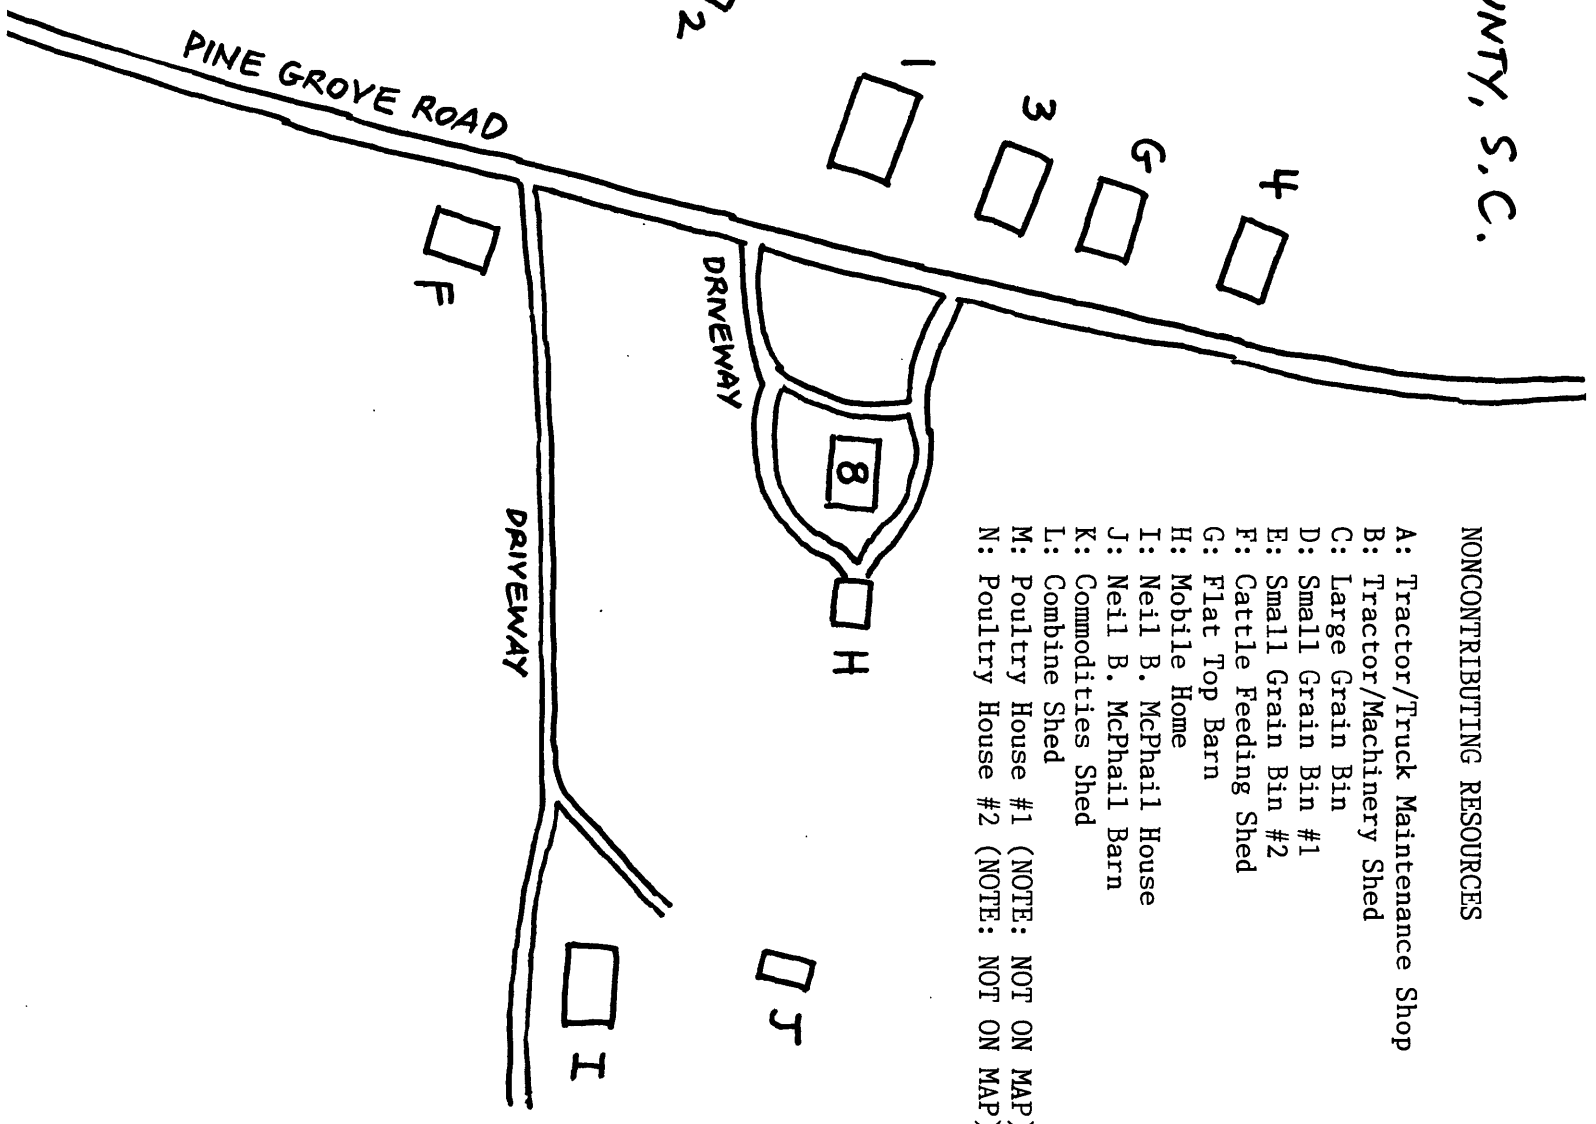 UNTY, S.C.
NONCONTRIBUTING RESOURCES
A: Tractor/Truck Maintenance Shop
B: Tractor/Machinery Shed
C: Large Grain Bin
D: Small Grain Bin #1
E: Small Grain Bin #2
F: Cattle Feeding Shed
G: Flat Top Barn
H: Mobile Home
I: Neil B. McPhail House
J: Neil B. McPhail Barn
K: Commodities Shed
L: Combine Shed
M: Poultry House #1 (NOTE: NOT ON MAP)
N: Poultry House #2 (NOTE: NOT ON MAP)
4
G
3
1
2
8
H
J
I
F
PINE GROVE ROAD
DRIVEWAY
DRIVEWAY